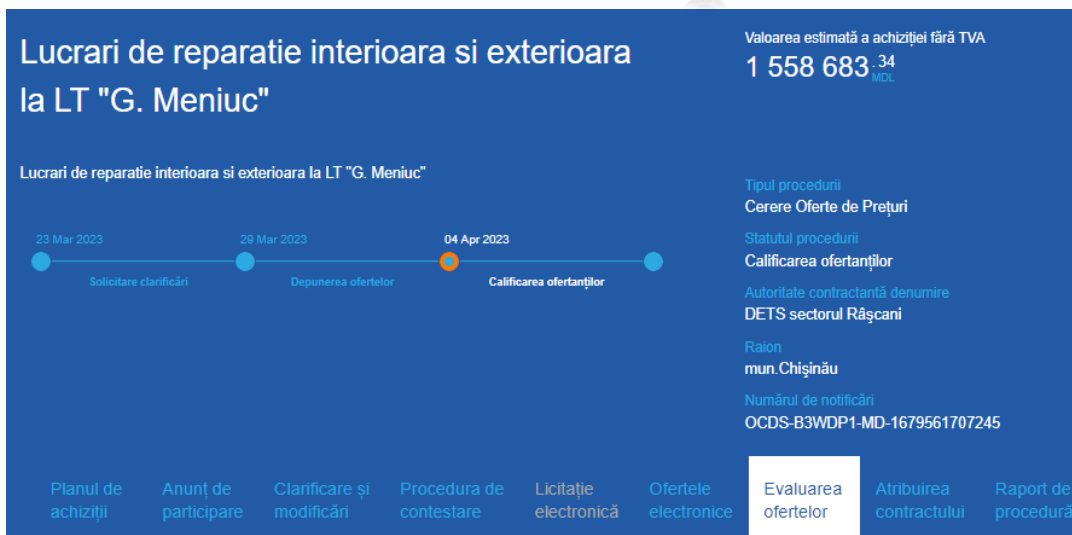 Lucrari de reparatie interioara si exterioara
la LT "G. Meniuc"
Valoarea estimată a achiziției fără TVA
1 558 683 .34
MDL
Lucrari de reparatie interioara si exterioara la LT "G. Meniuc"
23 Mar 2023
29 Mar 2023
04 Apr 2023
Solicitare clarificări
Depunerea ofertelor
Calificarea ofertanților
Tipul procedurii
Cerere Oferte de Prețuri
Statutul procedurii
Calificarea ofertanților
Autoritate contractantă denumire
DETS sectorul Râşcani
Raion
mun.Chişinău
Numărul de notificări
OCDS-B3WDP1-MD-1679561707245
Planul de
achiziții
Anunț de
participare
Clarificare și
modificări
Procedura de
contestare
Licitație
electronică
Ofertele
electronice
Evaluarea
ofertelor
Atribuirea
contractului
Raport de
procedură